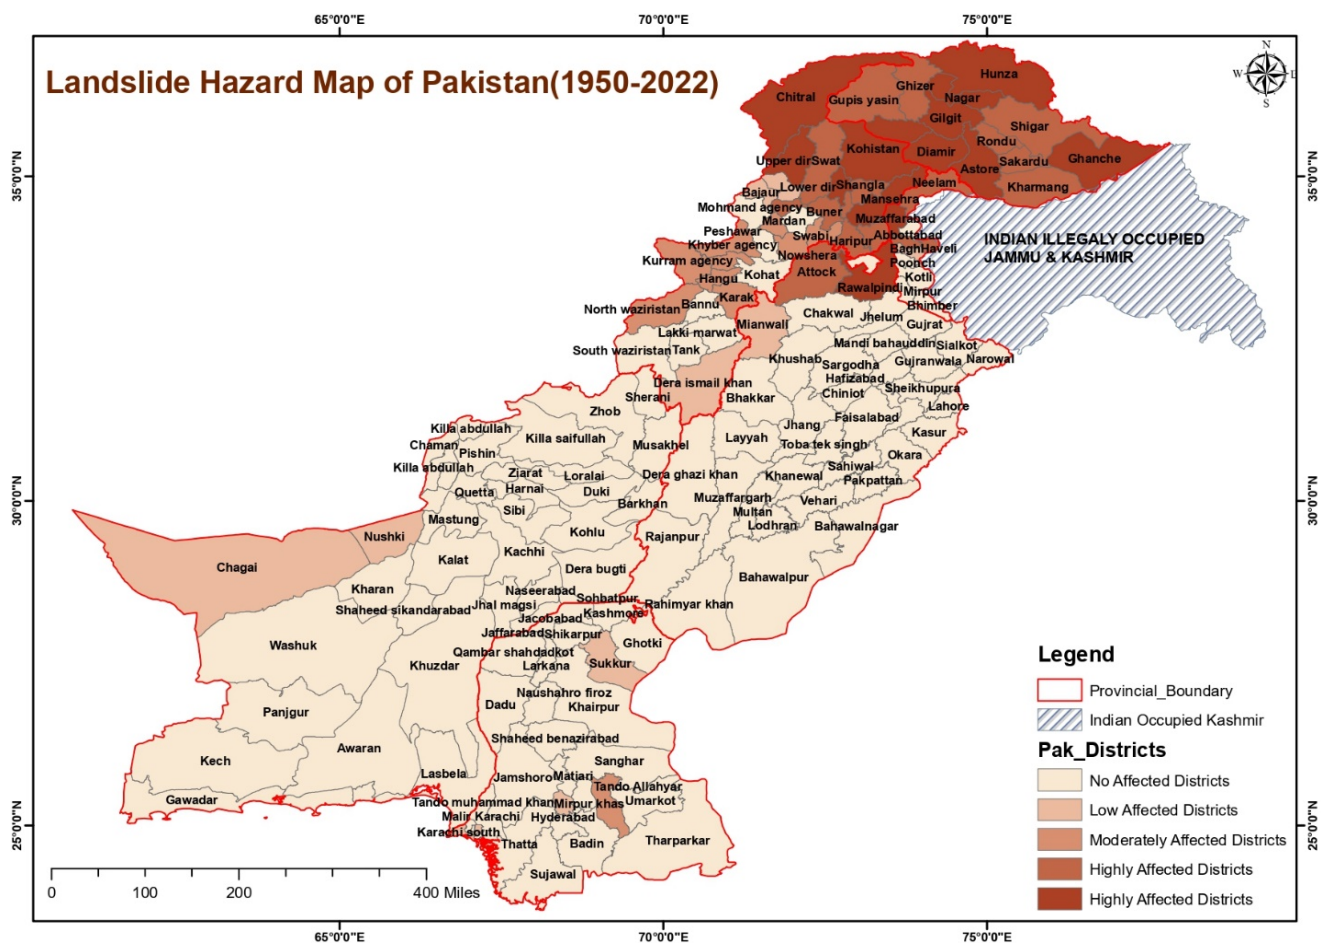 65°0'0"E 70°0'0"E 75°0'0"E
Landslide Hazard Map of Pakistan(1950-2022)
N
W
S
35°0'0"N
30°0'0"N
25°0'0"N
Hunza
Chitral
Ghizer
Gupis yasin
Nagar
Gilgit
Shigar
Rondu
Kohistan
Diamir
Upper dir
Swat
Sakardu
Ghanche
Astore
Neelam
Kharmang
Bajaur
Lower dir
Shangla
Mansehra
Mohmand agency
Buner
Mardan
Muzaffarabad
Peshawar
Swabi
Haripur
Abbottabad
Khyber agency
Bagh
Haveli
INDIAN ILLEGALY OCCUPIED
JAMMU & KASHMIR
Nowshera
Kurram agency
Poonch
Hangu
Kohat
Attock
Kotli
Rawalpindi
Mirpur
Karak
Bannu
Bhimber
North waziristan
Chakwal
Jhelum
Mianwali
Gujrat
Lakki marwat
Mandi bahauddin
Sialkot
South waziristan
Tank
Khushab
Sargodha
Gujranwala
Narowal
Hafizabad
Dera ismail khan
Sheikhupura
Sherani
Bhakkar
Chiniot
Zhob
Lahore
Faisalabad
Killa abdullah
Jhang
Kasur
Chaman
Killa saifullah
Musakhel
Layyah
Toba tek singh
Pishin
Okara
Killa abdullah
Sahiwal
Ziarat
Loralai
Dera ghazi khan
Khanewal
Pakpattan
Quetta
Harnai
Duki
Muzaffargarh
Vehari
Barkhan
Sibi
Multan
Mastung
Lodhran
Bahawalnagar
Kohlu
Nushki
Rajanpur
Kachhi
Kalat
Chagai
Dera bugti
Bahawalpur
Kharan
Naseerabad
Sohbatpur
Shaheed sikandarabad
Jhal magsi
Rahimyar khan
Jacobabad
Kashmore
Jaffarabad
Shikarpur
Washuk
Ghotki
Qambar shahdadkot
Khuzdar
Larkana
Sukkur
Naushahro firoz
Dadu
Khairpur
Panjgur
Shaheed benazirabad
Awaran
Kech
Sanghar
Lasbela
Jamshoro
Matiari
Tando Allahyar
Gawadar
Tando muhammad khan
Mirpur khas
Umarkot
Malir Karachi
Hyderabad
Karachi south
Thatta
Badin
Tharparkar
Sujawal
Legend
Provincial_Boundary
Indian Occupied Kashmir
Pak_Districts
No Affected Districts
Low Affected Districts
Moderately Affected Districts
Highly Affected Districts
Highly Affected Districts
0 100 200 400 Miles
35°0'0"N
30°0'0"N
25°0'0"N
65°0'0"E 70°0'0"E 75°0'0"E